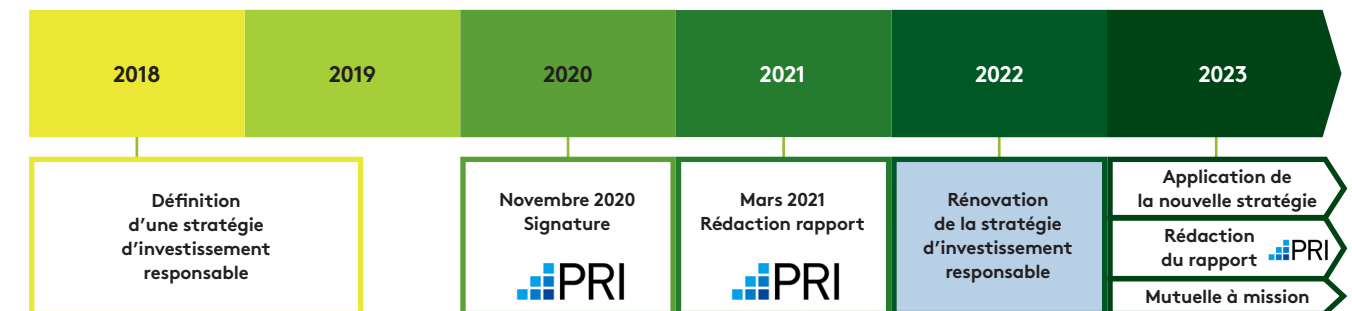 2018
2019
2020
2021
2022
2023
Définition
d'une stratégie
d'investissement
responsable
Novembre 2020
Signature
PRI
Mars 2021
Rédaction rapport
PRI
Rénovation
de la stratégie
d'investissement
responsable
Application de
la nouvelle stratégie
Rédaction
du rapport PRI
Mutuelle à mission